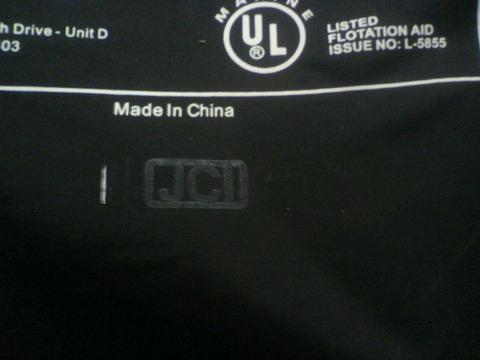 h Drive - Unit D
03
MARINE
UL
®
LISTED
FLOTATION AID
ISSUE NO: L-5855
Made In China
JCI